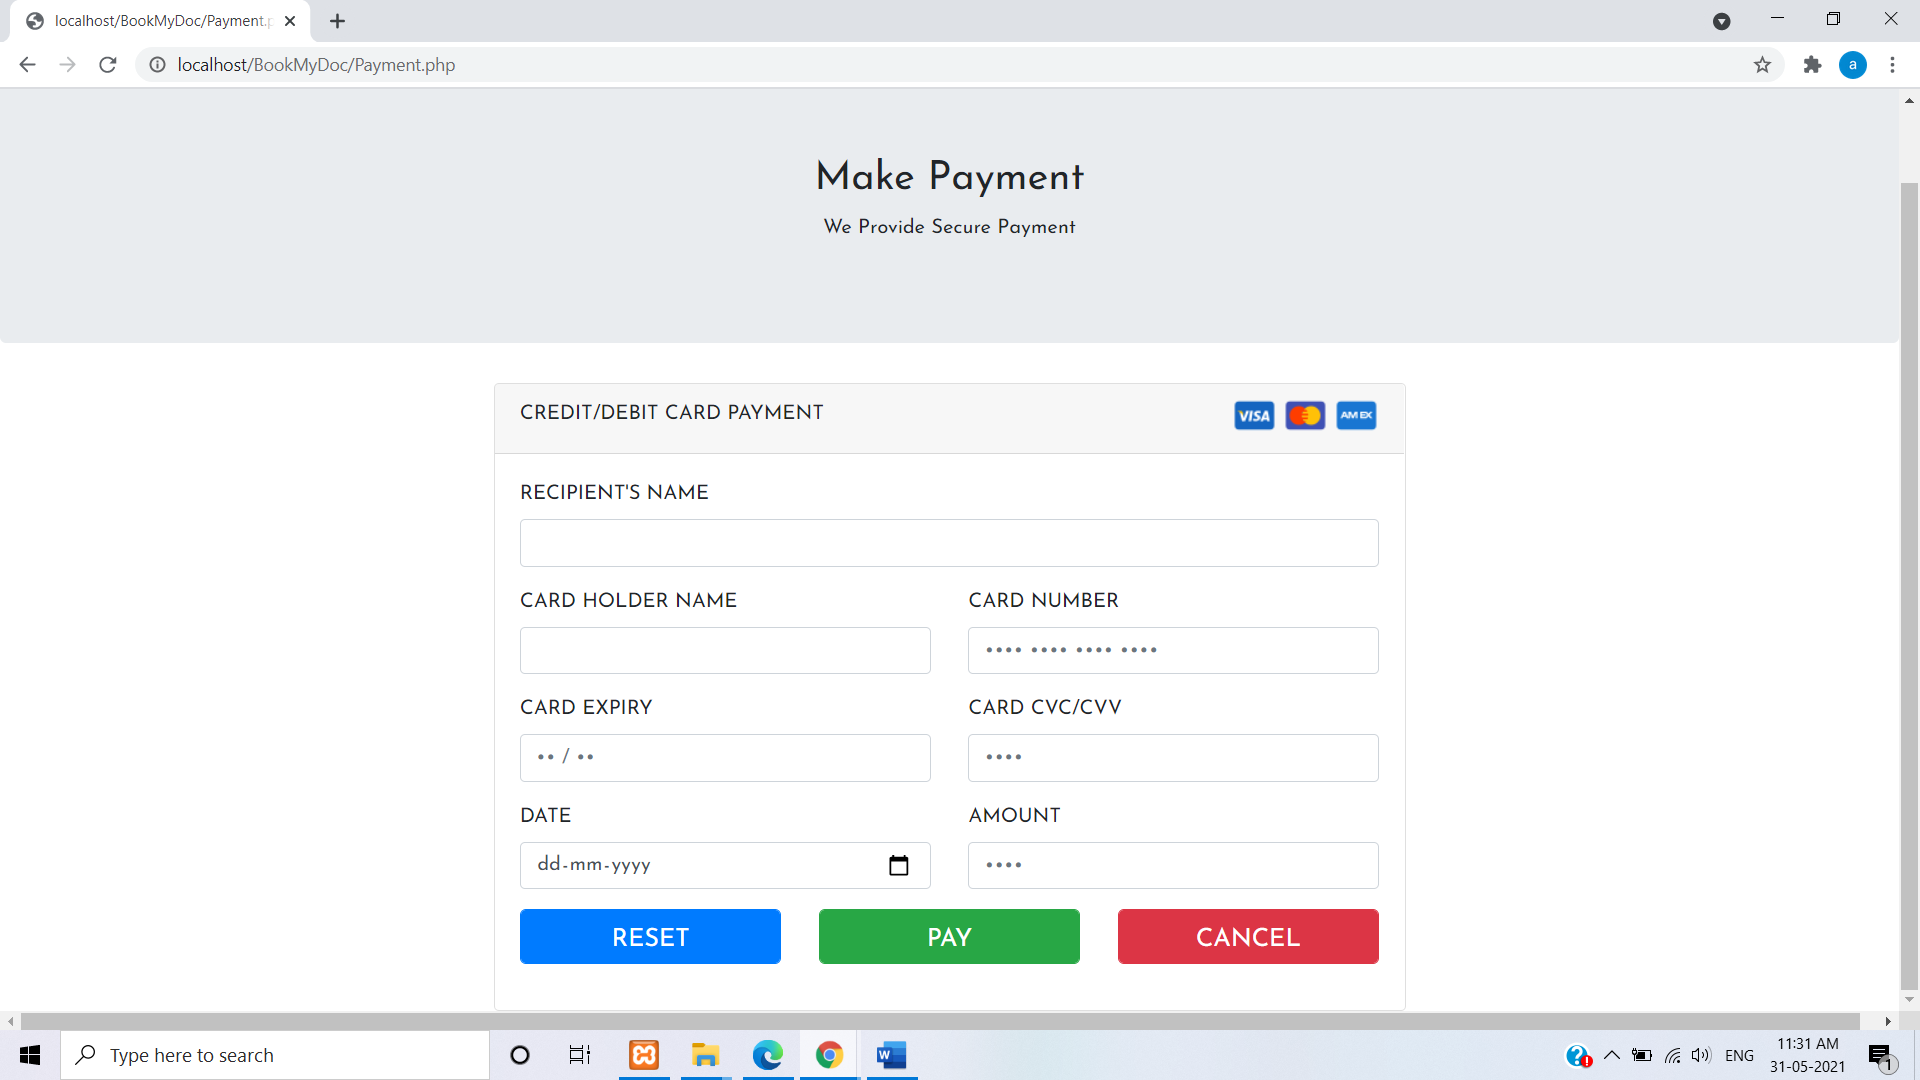 localhost/BookMyDoc/Payment.p
localhost/BookMyDoc/Payment.php
a
Make Payment
We Provide Secure Payment
CREDIT/DEBIT CARD PAYMENT
VISA
AMEX
RECIPIENT'S NAME
CARD HOLDER NAME
CARD NUMBER
•••• •••• •••• ••••
CARD EXPIRY
CARD CVC/CVV
•• / ••
••••
DATE
AMOUNT
dd-mm-yyyy
••••
RESET
PAY
CANCEL
Type here to search
W
ENG
11:31 AM
31-05-2021
1